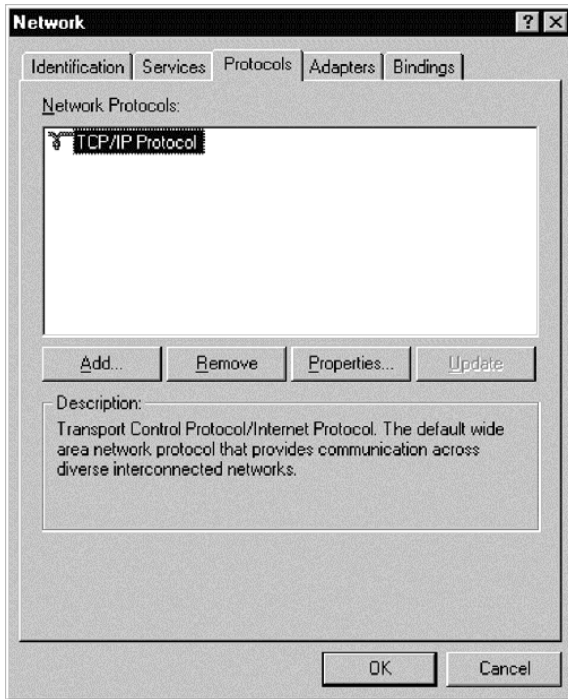 Network
Identification Services Protocols Adapters Bindings
Network Protocols:
TCP/IP Protocol
Add... Remove Properties... Update
Description:
Transport Control Protocol/Internet Protocol. The default wide
area network protocol that provides communication across
diverse interconnected networks.
OK Cancel